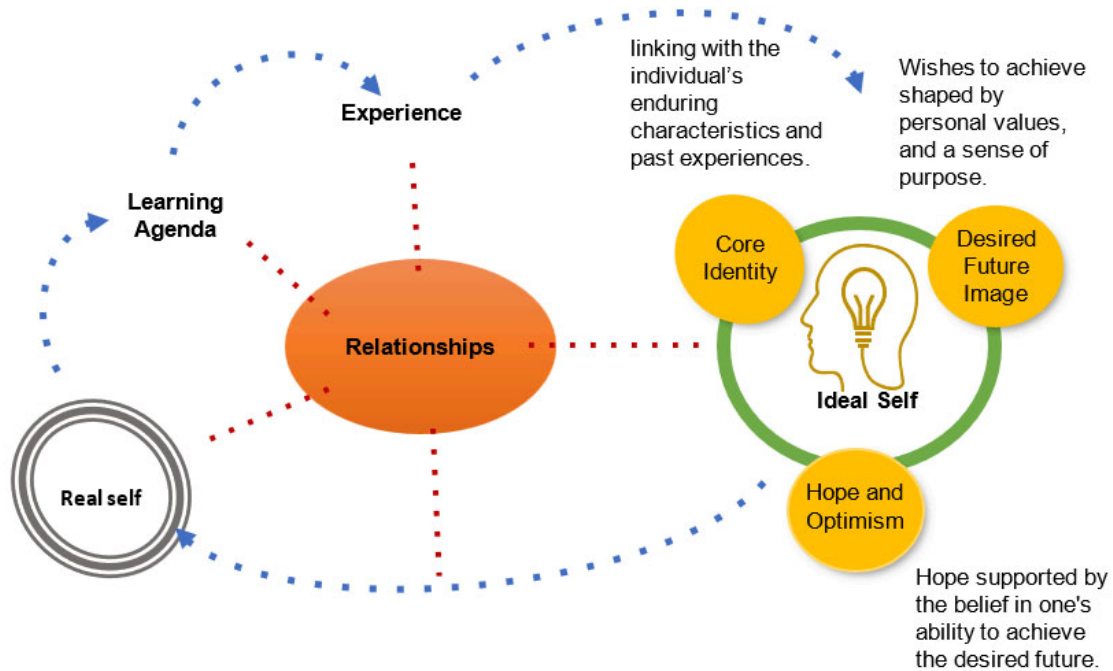 linking with the
individual’s
enduring
characteristics and
past experiences.
Wishes to achieve
shaped by
personal values,
and a sense of
purpose.
Experience
Learning
Agenda
Core
Identity
Desired
Future
Image
Relationships
Ideal Self
Real self
Hope and
Optimism
Hope supported by
the belief in one's
ability to achieve
the desired future.